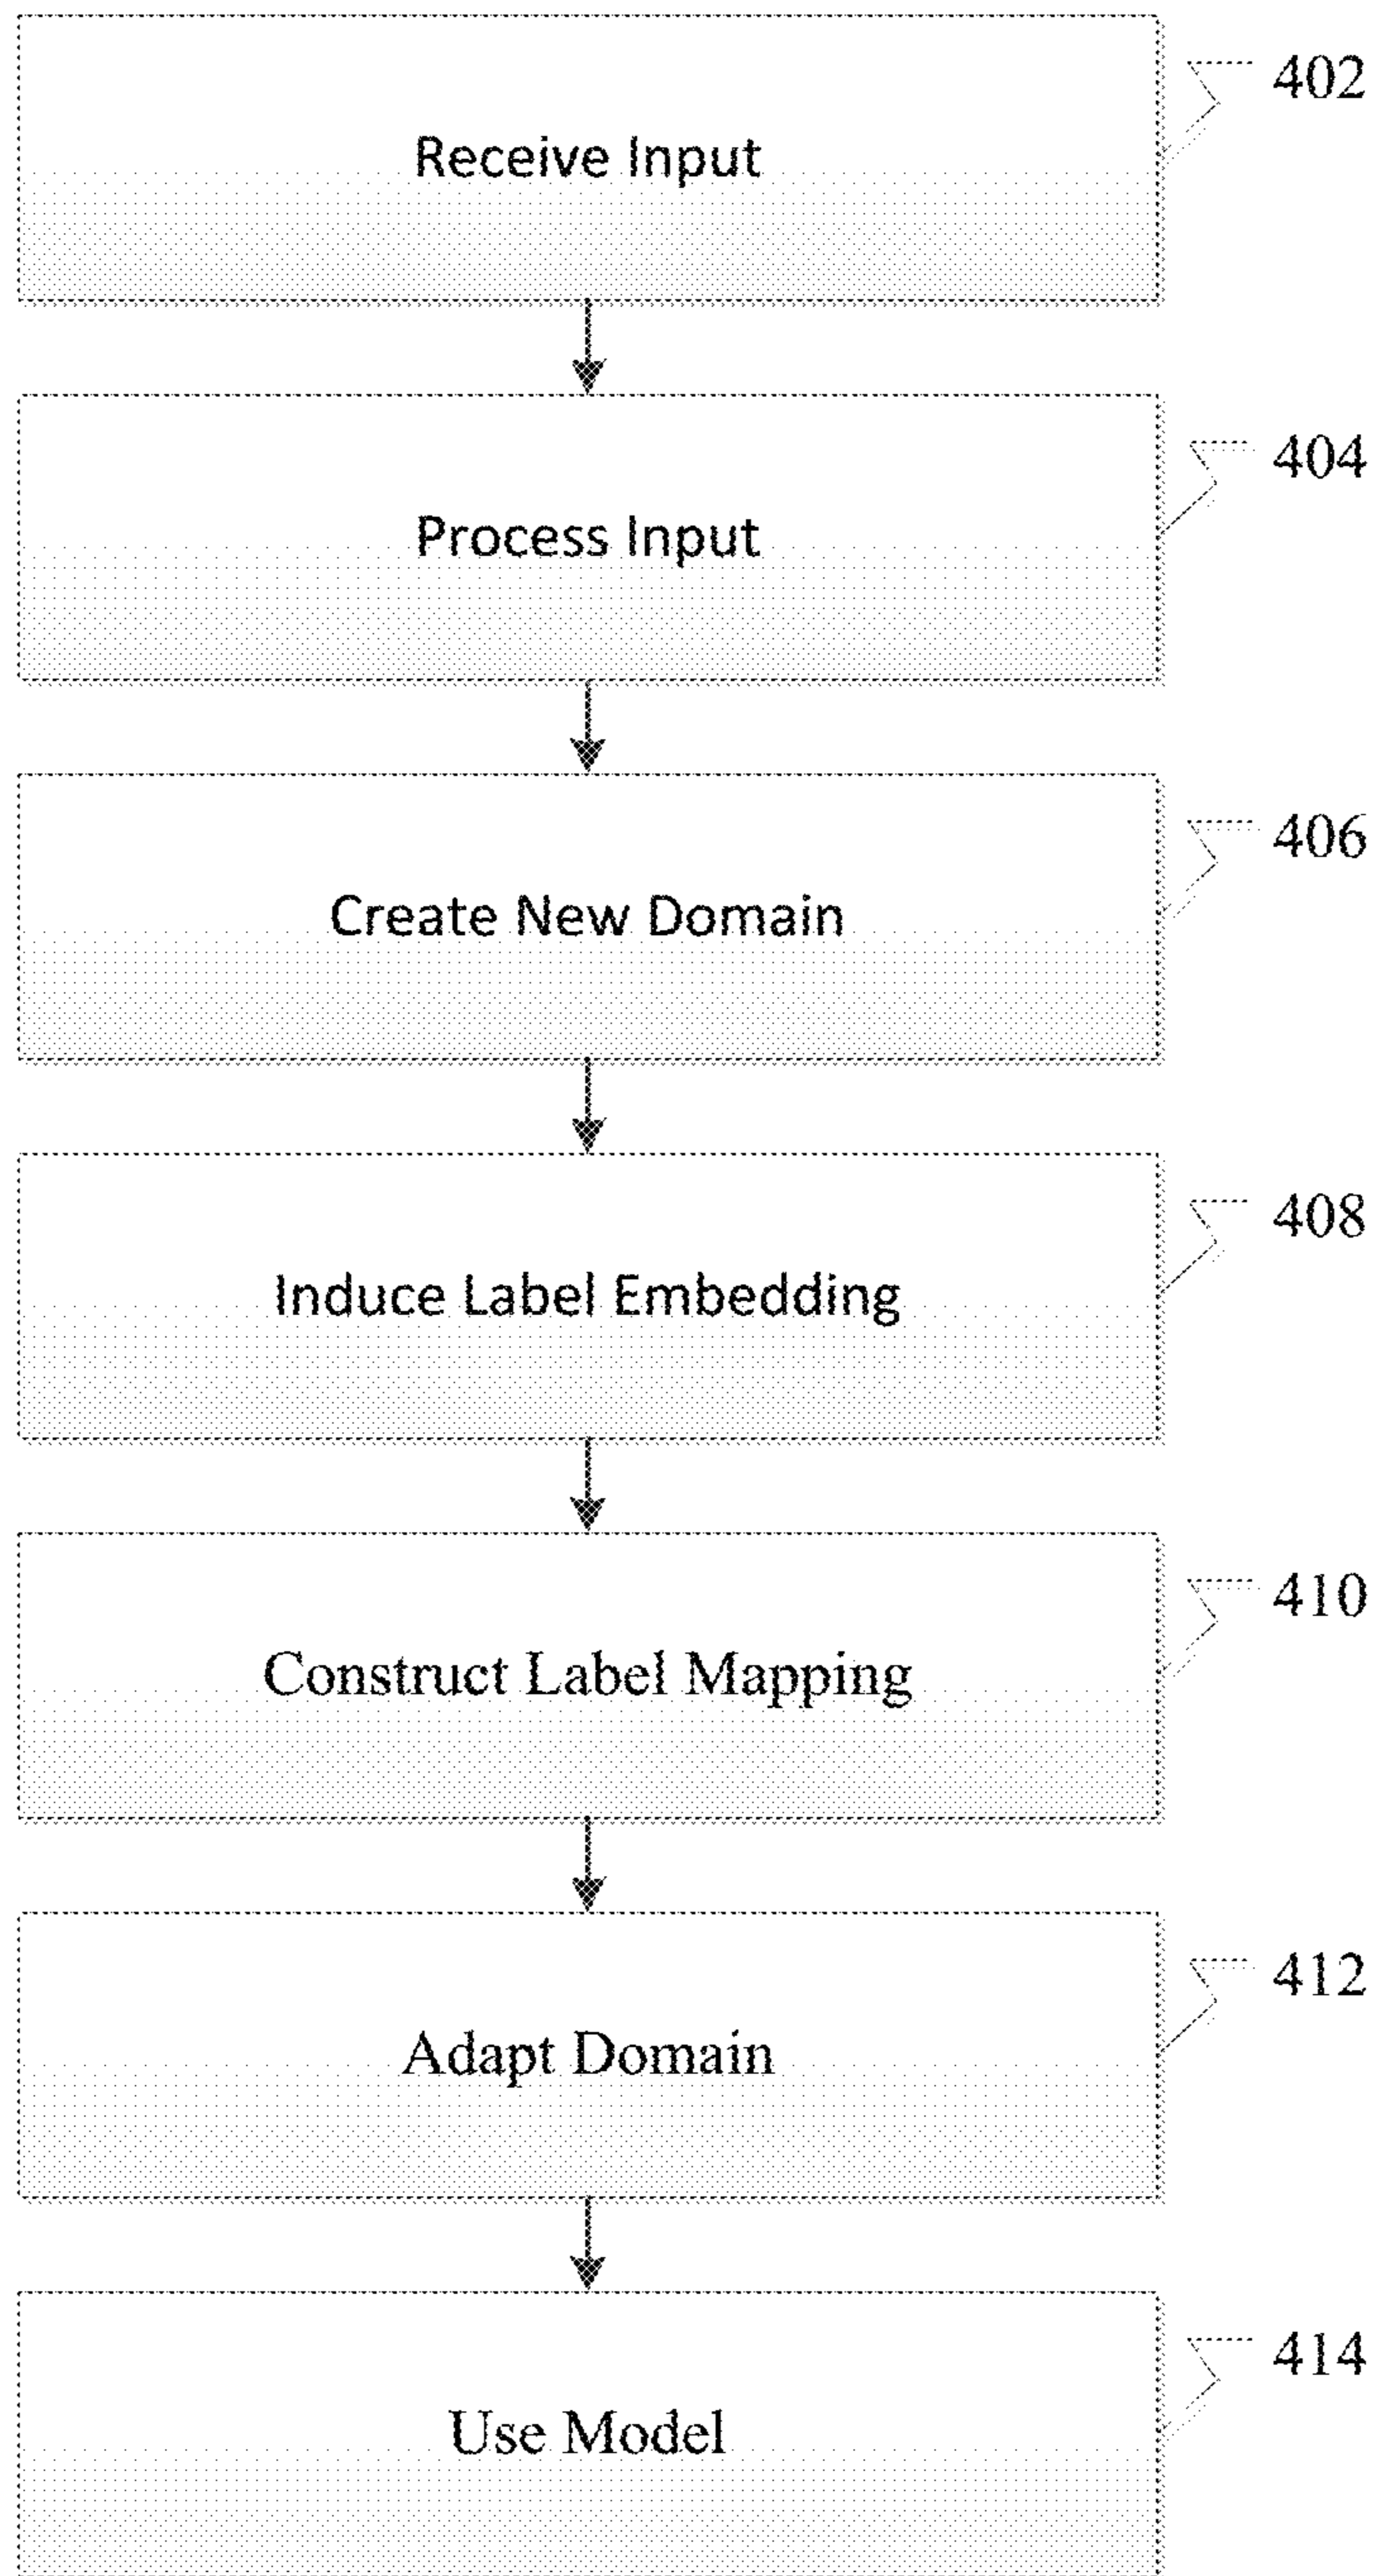 402
Receive Input
404
Process Input
406
Create New Domain
408
Induce Label Embedding
410
Construct Label Mapping
412
Adapt Domain
414
Use Model